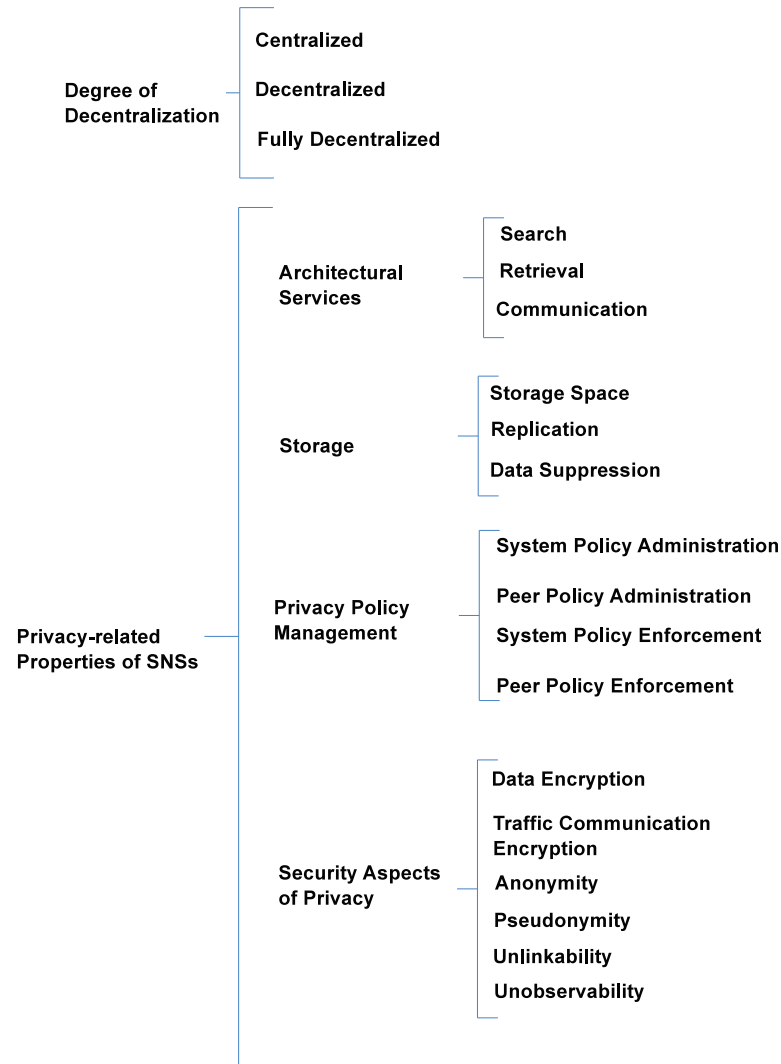 Degree of
Decentralization
Centralized
Decentralized
Fully Decentralized
Privacy-related
Properties of SNSs
Architectural
Services
Search
Retrieval
Communication
Storage
Storage Space
Replication
Data Suppression
Privacy Policy
Management
System Policy Administration
Peer Policy Administration
System Policy Enforcement
Peer Policy Enforcement
Security Aspects
of Privacy
Data Encryption
Traffic Communication
Encryption
Anonymity
Pseudonymity
Unlinkability
Unobservability